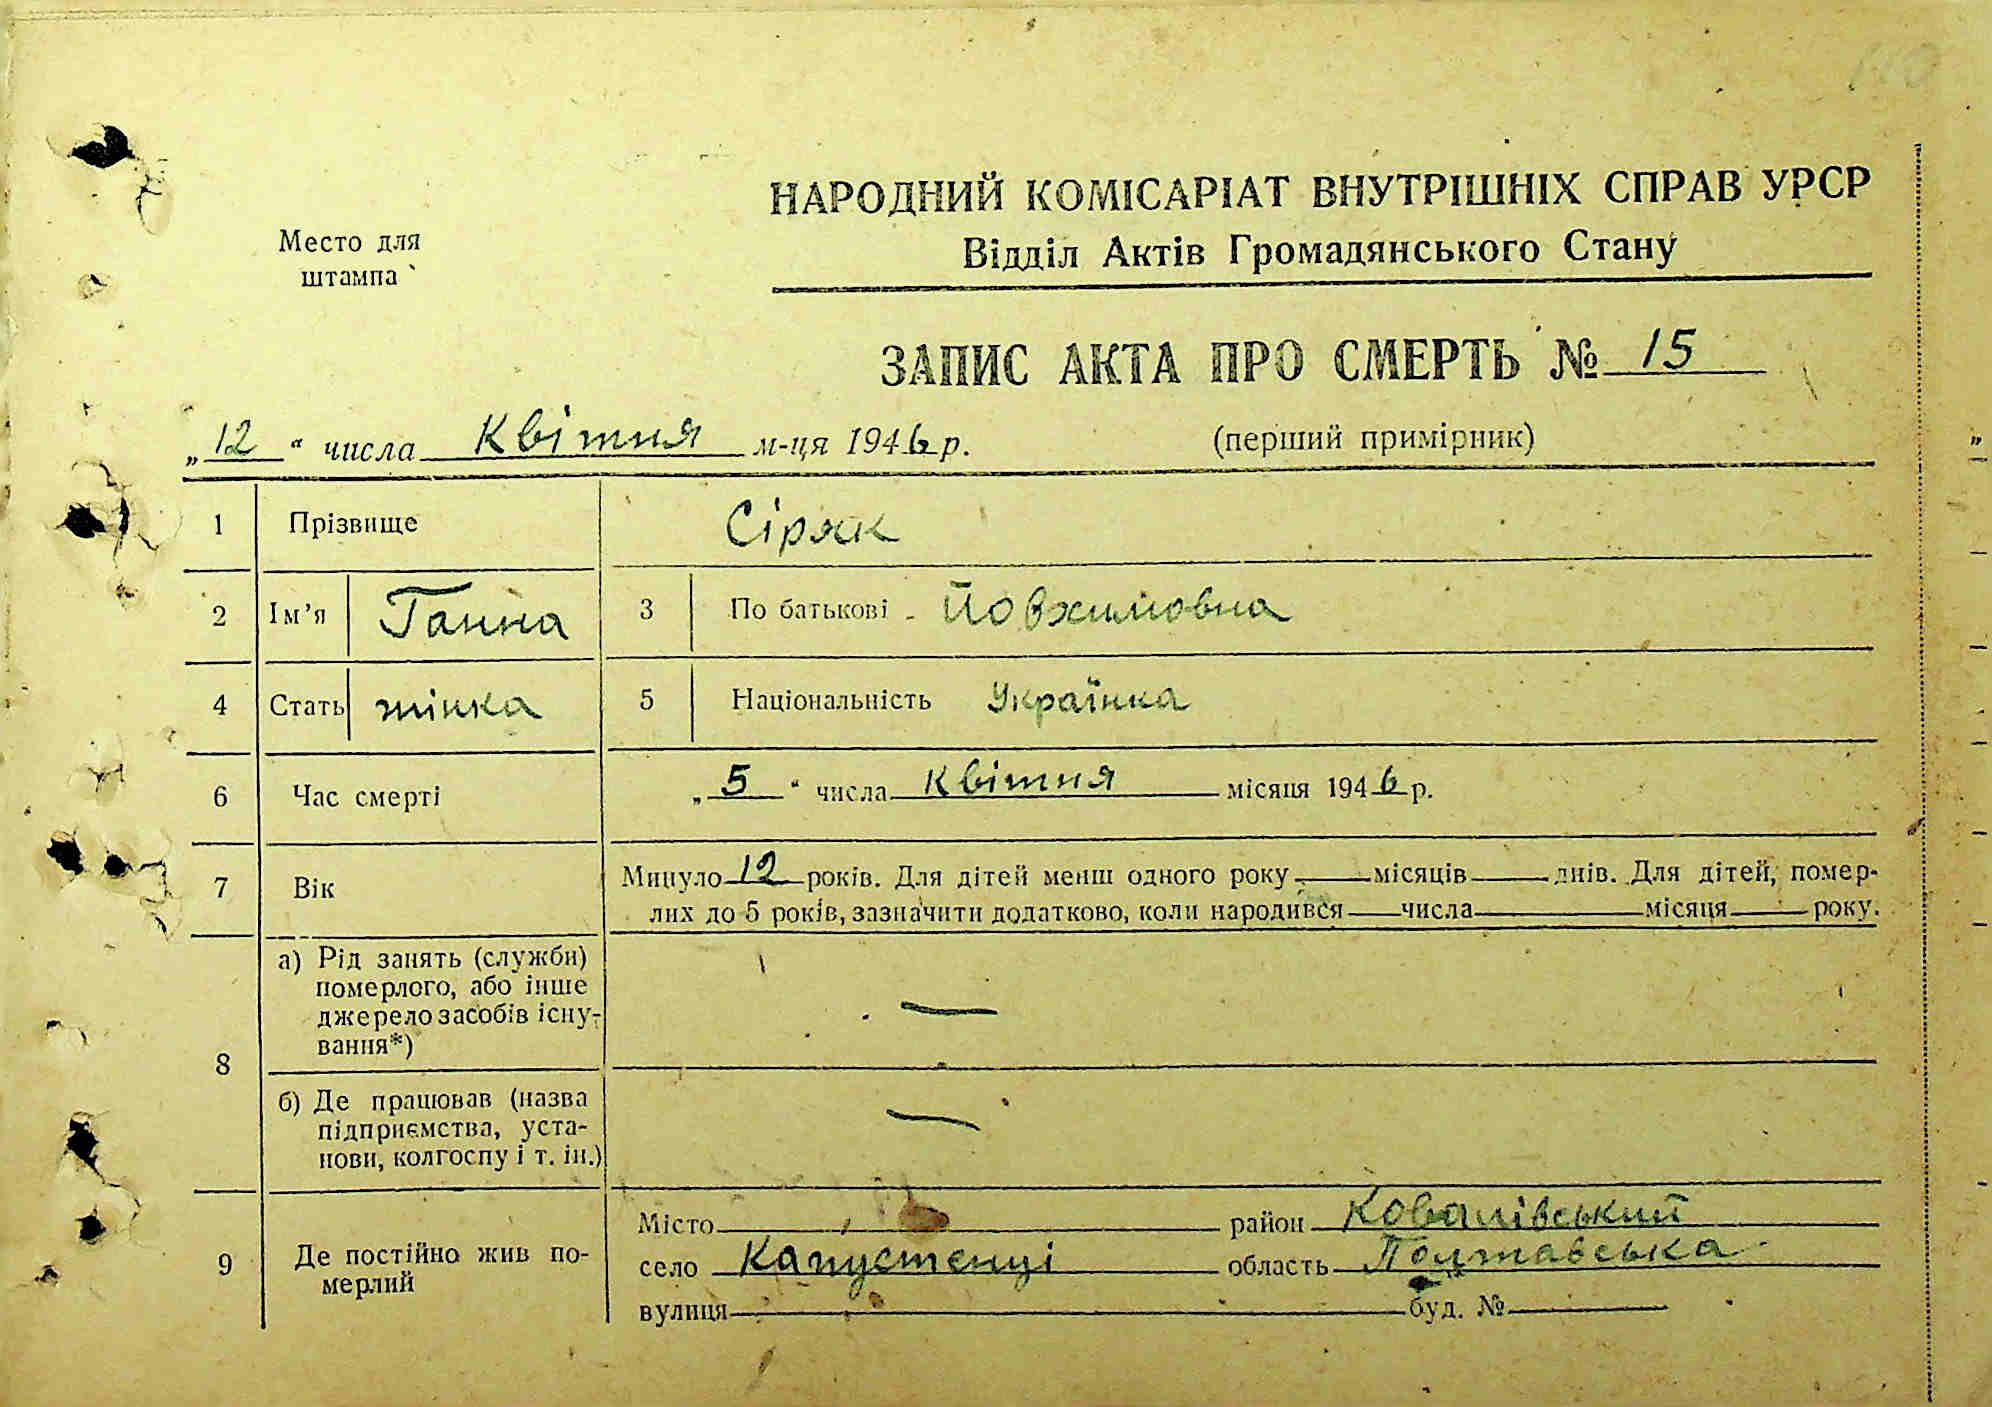 НАРОДНИЙ КОМІСАРІАТ ВНУТРІШНІХ СПРАВ УРСР
Відділ Актів Громадянського Стану
Место для
штампа
ЗАПИС АКТА ПРО СМЕРТЬ № 15
„12“ числа Квітня м-ця 1946 р.
(перший примірник)
1 Прізвище Сіряк
2 Ім'я Ганна 3 По батькові Йовхимовна
4 Стать жінка 5 Національність Українка
6 Час смерті „5“ числа Квітня місяця 1946 р.
7 Вік Минуло 12 років. Для дітей менш одного року — місяців — днів. Для дітей, помер-
лих до 5 років, зазначити додатково, коли народився — числа — місяця — року.
8 а) Рід занять (служби)
померлого, або інше
джерело засобів існу-
вання*) —
б) Де працював (назва
підприємства, уста-
нови, колгоспу і т. ін.) —
9 Де постійно жив по-
мерлий
Місто район Ковалівський
село Капустенці область Полтавська
вулиця буд. №